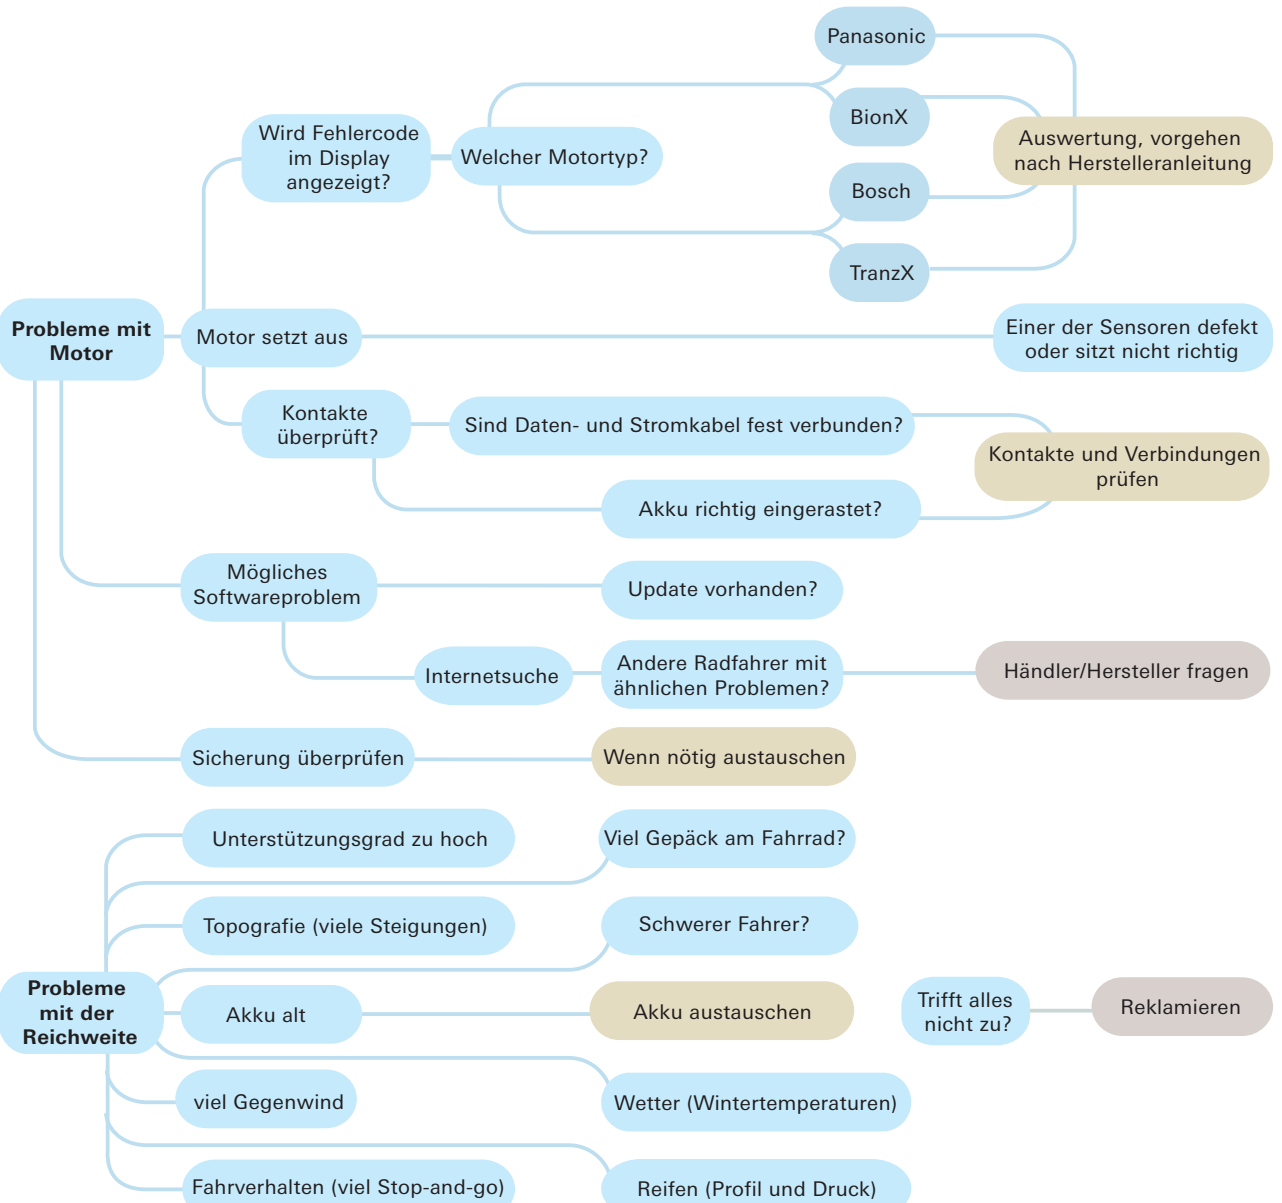 Panasonic
BionX
Wird Fehlercode
im Display
angezeigt?
Welcher Motortyp?
Auswertung, vorgehen
nach Herstelleranleitung
Bosch
TranzX
Probleme mit
Motor
Motor setzt aus
Einer der Sensoren defekt
oder sitzt nicht richtig
Kontakte
überprüft?
Sind Daten- und Stromkabel fest verbunden?
Kontakte und Verbindungen
prüfen
Akku richtig eingerastet?
Mögliches
Softwareproblem
Update vorhanden?
Internetsuche
Andere Radfahrer mit
ähnlichen Problemen?
Händler/Hersteller fragen
Sicherung überprüfen
Wenn nötig austauschen
Unterstützungsgrad zu hoch
Viel Gepäck am Fahrrad?
Topografie (viele Steigungen)
Schwerer Fahrer?
Probleme
mit der
Reichweite
Akku alt
Akku austauschen
Trifft alles
nicht zu?
Reklamieren
viel Gegenwind
Wetter (Wintertemperaturen)
Fahrverhalten (viel Stop-and-go)
Reifen (Profil und Druck)